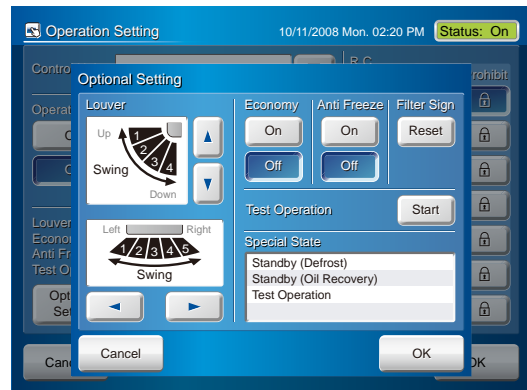 Operation Setting
10/11/2008 Mon. 02:20 PM
Status: On
R.C.
Optional Setting
Louver
Up
1
2
3
4
Swing
Down
Left
Right
1 2 3 4 5
Swing
Economy
On
Off
Anti Freeze
On
Off
Filter Sign
Reset
Test Operation
Start
Special State
Standby (Defrost)
Standby (Oil Recovery)
Test Operation
Cancel
OK